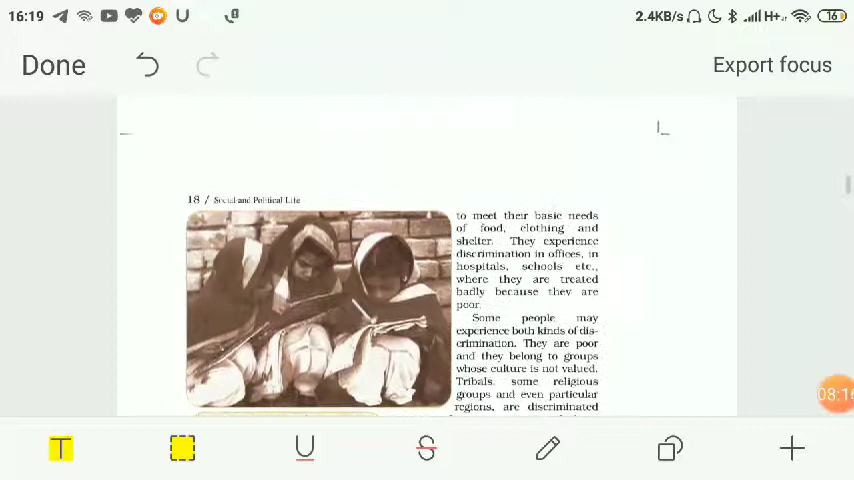 16:19
2.4KB/s
H+
16
Done
Export focus
18 / Social and Political Life
to meet their basic needs
of food, clothing and
shelter. They experience
discrimination in offices, in
hospitals, schools etc.,
where they are treated
badly because they are
poor.
Some people may
experience both kinds of dis-
crimination. They are poor
and they belong to groups
whose culture is not valued.
Tribals, some religious
groups and even particular
regions, are discriminated
08:16
T
U
S